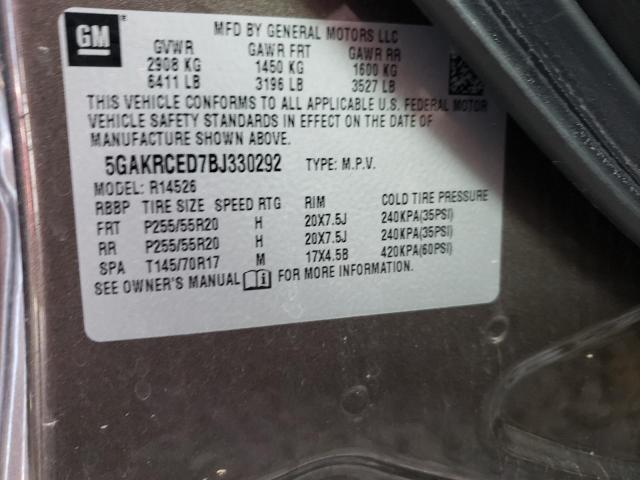 GM
MFD BY GENERAL MOTORS LLC
GVWR GAWR FRT GAWR RR
2908 KG 1450 KG 1600 KG
6411 LB 3196 LB 3527 LB
THIS VEHICLE CONFORMS TO ALL APPLICABLE U.S. FEDERAL MOTOR
VEHICLE SAFETY STANDARDS IN EFFECT ON THE DATE OF
MANUFACTURE SHOWN ABOVE.
5GAKRCED7BJ330292 TYPE: M.P.V.
MODEL: R14526
RBBP TIRE SIZE SPEED RTG RIM COLD TIRE PRESSURE
FRT P255/55R20 H 20X7.5J 240KPA(35PSI)
RR P255/55R20 H 20X7.5J 240KPA(35PSI)
SPA T145/70R17 M 17X4.5B 420KPA(60PSI)
SEE OWNER'S MANUAL FOR MORE INFORMATION.